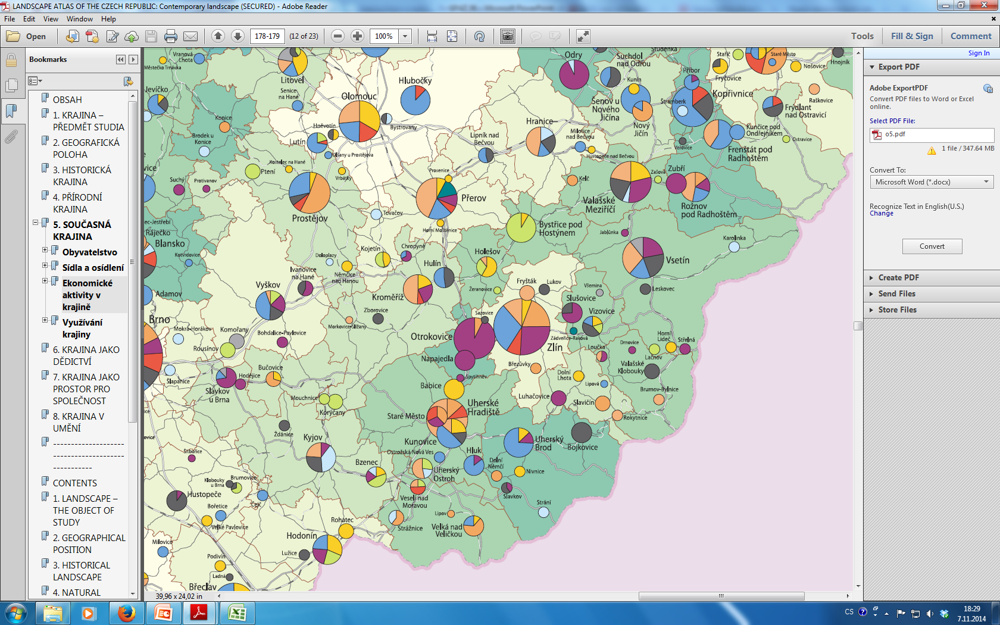 LANDSCAPE ATLAS OF THE CZECH REPUBLIC: Contemporary landscape (SECURED) - Adobe Reader
File Edit View Window Help
Open
178-179
(12 of 23)
100%
Tools
Fill & Sign
Comment
Bookmarks
OBSAH
1. KRAJINA –
PŘEDMĚT STUDIA
2. GEOGRAFICKÁ
POLOHA
3. HISTORICKÁ
KRAJINA
4. PŘÍRODNÍ
KRAJINA
5. SOUČASNÁ
KRAJINA
Obyvatelstvo
Sídla a osídlení
Ekonomické
aktivity v
krajině
Využívání
krajiny
6. KRAJINA JAKO
DĚDICTVÍ
7. KRAJINA JAKO
PROSTOR PRO
SPOLEČNOST
8. KRAJINA V
UMĚNÍ
--------------------
--------------------
-----------
CONTENTS
1. LANDSCAPE –
THE OBJECT OF
STUDY
2. GEOGRAPHICAL
POSITION
3. HISTORICAL
LANDSCAPE
4. NATURAL
Vranová
Lhota
Městečko Trnávka
Jevíčko
Litovel
Senice
na Hané
Olomouc
Hlubočky
Bystrovany
Hněvotín
Lutín
Olšany u Prostějova
Konice
Brodek u
Konice
Kostelec na Hané
Ptení
Vrbátky
Suchý
Protivanov
Prostějov
Prosenice
Přerov
Lipník nad
Bečvou
Hranice
Milotice
nad Bečvou
Hustopeče nad Bečvou
Odry
Suchdol
nad Odrou
Studénka
Kunín
Šenov u
Nového
Jičína
Nový
Jičín
Příbor
Štramberk
Kopřivnice
Staříč
Fryčovice
Staré Město
Nošovice
Hnojník
Raškovice
Frýdlant
nad Ostravicí
Kunčice pod
Ondřejníkem
Ostravice
Veřovice
Frenštát pod
Radhoštěm
Zubří
Zašová
Kelč
Valašské
Meziříčí
Rožnov
pod Radhoštěm
Tovačov
Horní Moštěnice
Bystřice pod
Hostýnem
Jablůnka
Karolinka
Vsetín
Leskovec
Rájecko
Blansko
Kotvrdovice
Adamov
Brno
Kojetín
Chropyně
Doloplazy
Hulín
Holešov
Ivanovice
na Hané
Němčice
nad Hanou
Vyškov
Kroměříž
Žeranovice
Fryšták
Lukov
Všemina
Slušovice
Vizovice
Zborovice
Morkovice-Slížany
Sazovice
Otrokovice
Zlín
Zádveřice-Raková
Mokrá-Horákov
Komořany
Rousínov
Bohdalice-Pavlovice
Napajedla
Spytihněv
Březůvky
Loučka
Drnovice
Horní
Lideč
Střelná
Lačnov
Valašské
Klobouky
Šlapanice
Slavkov
u Brna
Hodějice
Bučovice
Babice
Dolní
Lhota
Lipová
Brumov-Bylnice
Mouchnice
Koryčany
Luhačovice
Slavičín
Rokytnice
Uherské
Hradiště
Staré Město
Ždánice
Kyjov
Kunovice
Ostrožská Nová Ves
Hluk
Uherský
Brod
Bojkovice
Šitbořice
Bzenec
Uherský
Ostroh
Dolní
Němčí
Nivnice
Klobouky
u Brna
Brumovice
Hustopeče
Čejč
Veselí nad
Moravou
Slavkov
Strání
Bořetice
Velké Pavlovice
Rohatec
Strážnice
Lipov
Velká nad
Veličkou
Hodonín
Lužice
Milovice
Podivín
Ladná
Břeclav
39,96 x 24,02 in
Sign In
Export PDF
Adobe ExportPDF
Convert PDF files to Word or Excel
online.
Select PDF File:
o5.pdf
1 file / 347.64 MB
Convert To:
Microsoft Word (*.docx)
Recognize Text in English(U.S.)
Change
Convert
Create PDF
Send Files
Store Files
CS
18:29
7.11.2014